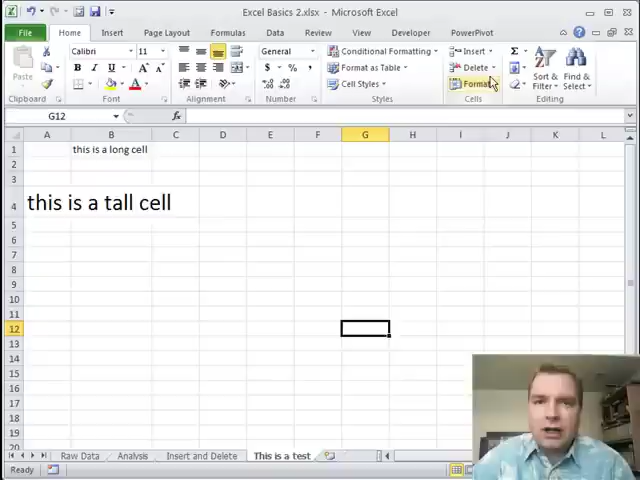 Excel Basics 2.xlsx - Microsoft Excel
File Home Insert Page Layout Formulas Data Review View Developer PowerPivot
Paste Calibri 11 General Conditional Formatting Insert Σ
B I U $ % , Format as Table Delete Sort & Filter Find & Select
A Cell Styles Format
Clipboard Font Alignment Number Styles Cells Editing
G12 fx
A B C D E F G H I J K L
1 this is a long cell
2
3
4 this is a tall cell
5
6
7
8
9
10
11
12
13
14
15
16
17
18
19
20
Raw Data Analysis Insert and Delete This is a test
Ready